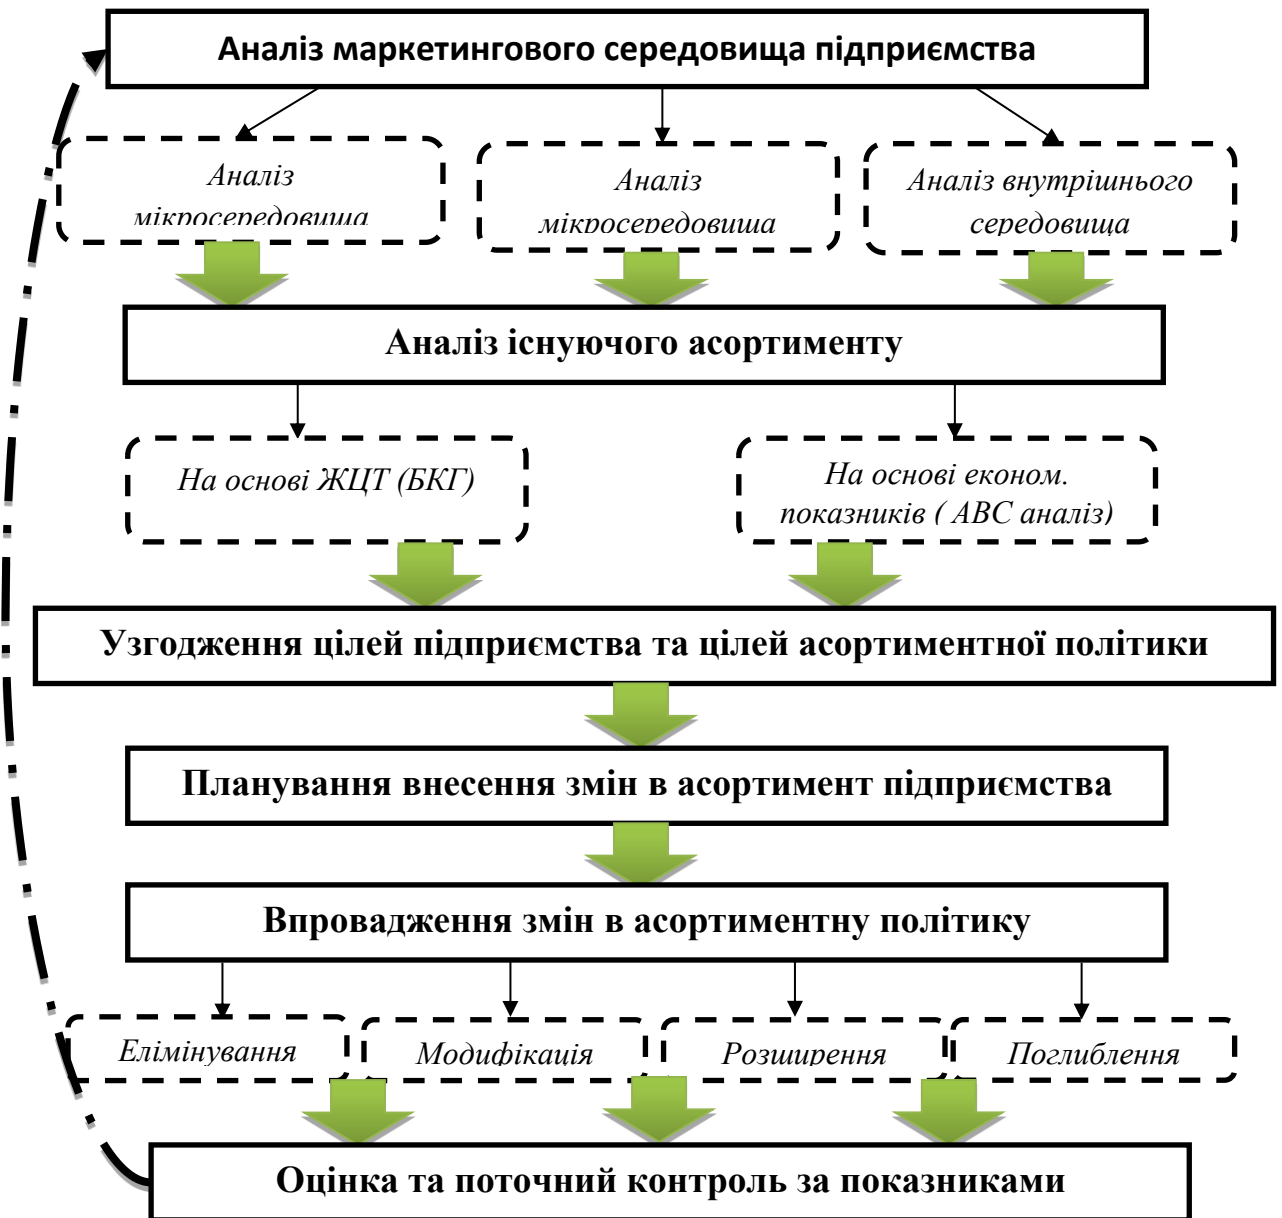 Аналіз маркетингового середовища підприємства
Аналіз
мікросередовища
Аналіз
мікросередовища
Аналіз внутрішнього
середовища
Аналіз існуючого асортименту
На основі ЖЦТ (БКГ)
На основі економ.
показників ( АВС аналіз)
Узгодження цілей підприємства та цілей асортиментної політики
Планування внесення змін в асортимент підприємства
Впровадження змін в асортиментну політику
Елімінування
Модифікація
Розширення
Поглиблення
Оцінка та поточний контроль за показниками